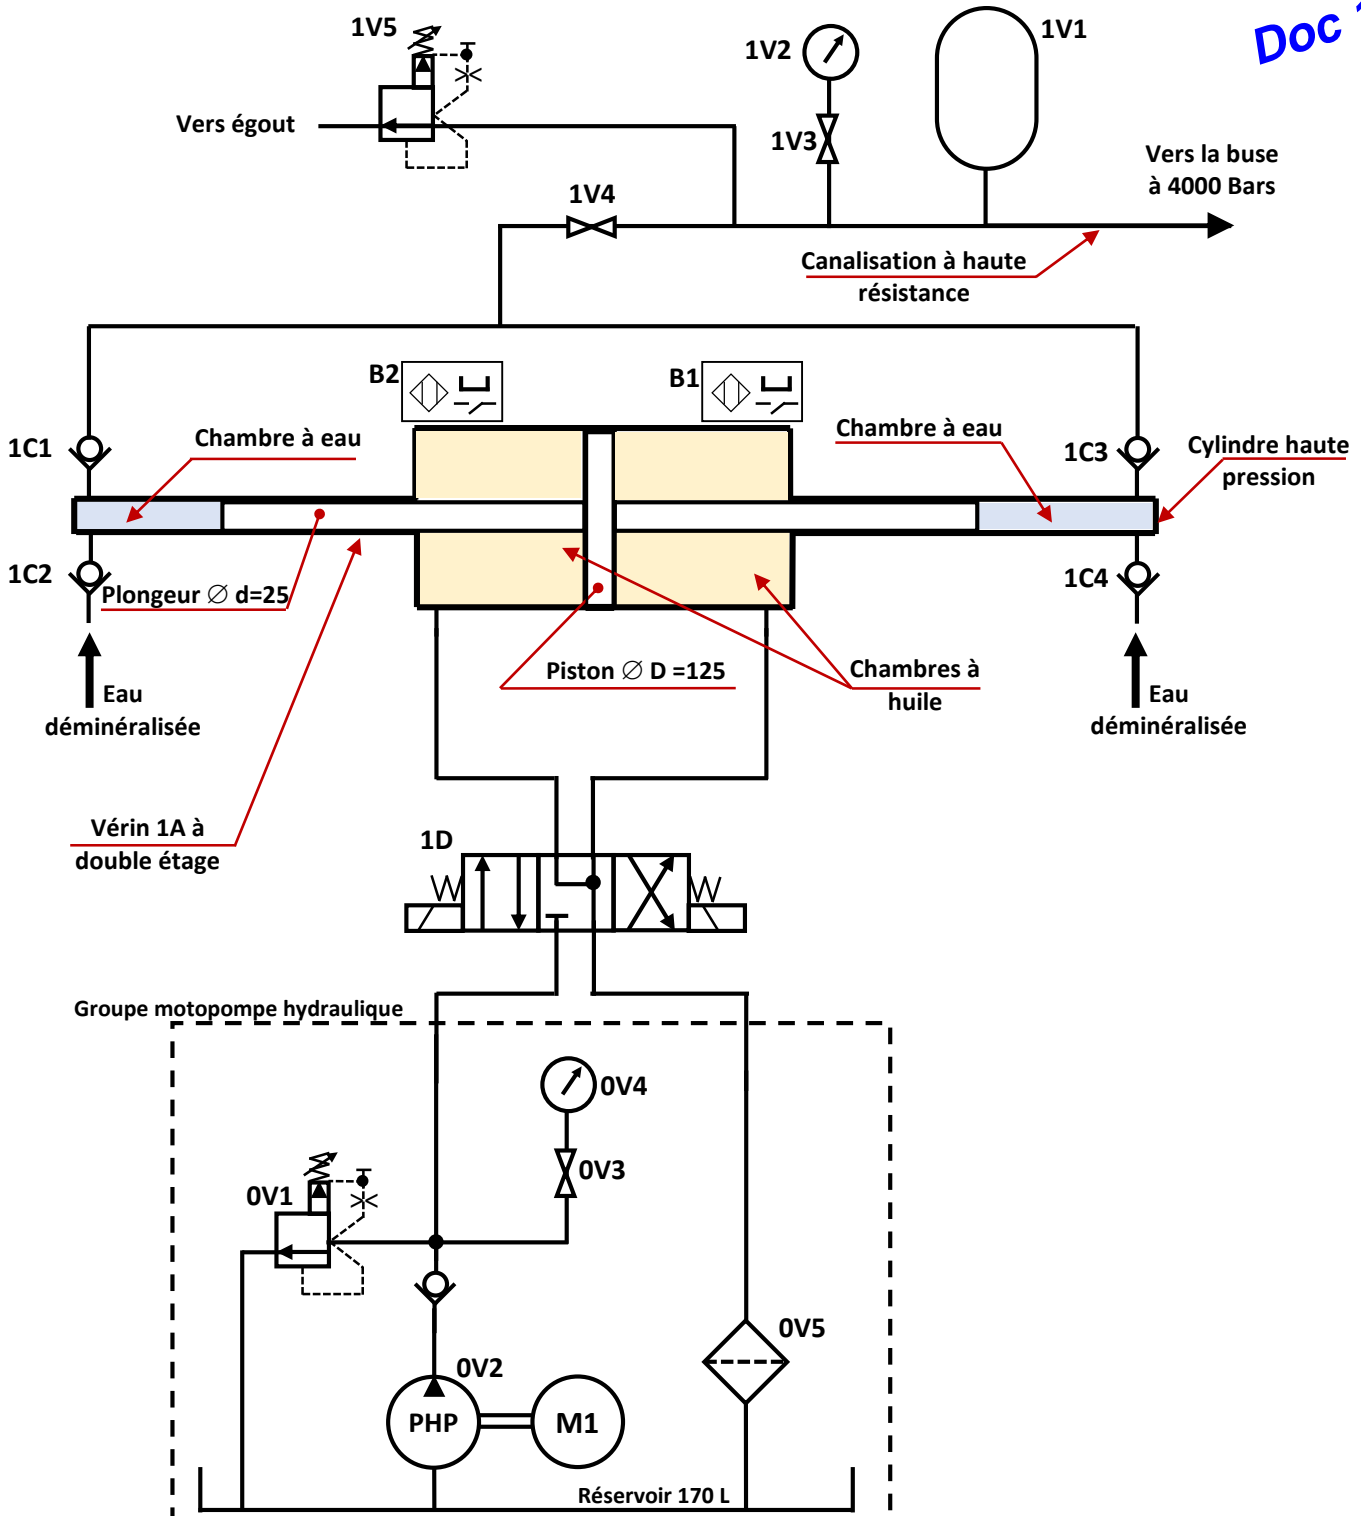 Doc 
1V5
1V2
1V1
Vers égout
1V3
Vers la buse
à 4000 Bars
1V4
Canalisation à haute
résistance
B2
B1
Chambre à eau
Chambre à eau
1C1
1C3
Cylindre haute
pression
1C2
1C4
Plongeur ∅ d=25
Piston ∅ D =125
Chambres à
huile
Eau
déminéralisée
Eau
déminéralisée
Vérin 1A à
double étage
1D
Groupe motopompe hydraulique
0V4
0V3
0V1
0V5
0V2
PHP
M1
Réservoir 170 L